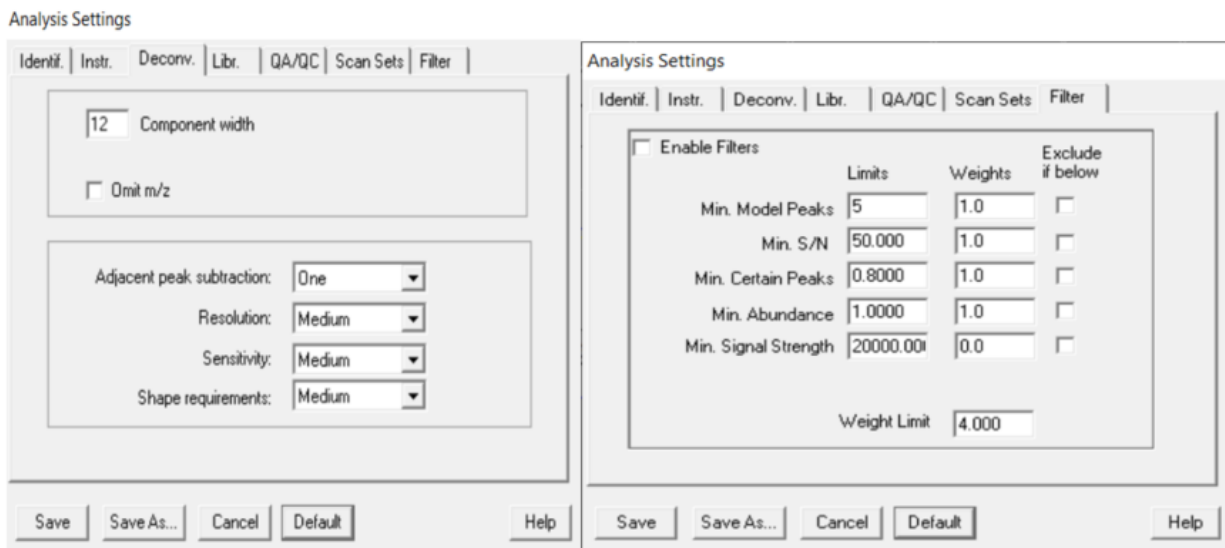 Analysis Settings
Identif. Instr. Deconv. Libr. QA/QC Scan Sets Filter
12 Component width
Omit m/z
Adjacent peak subtraction: One
Resolution: Medium
Sensitivity: Medium
Shape requirements: Medium
Save Save As... Cancel Default Help
Analysis Settings
Identif. Instr. Deconv. Libr. QA/QC Scan Sets Filter
Enable Filters
Limits Weights Exclude if below
Min. Model Peaks 5 1.0
Min. S/N 50.000 1.0
Min. Certain Peaks 0.8000 1.0
Min. Abundance 1.0000 1.0
Min. Signal Strength 20000.00 0.0
Weight Limit 4.000
Save Save As... Cancel Default Help